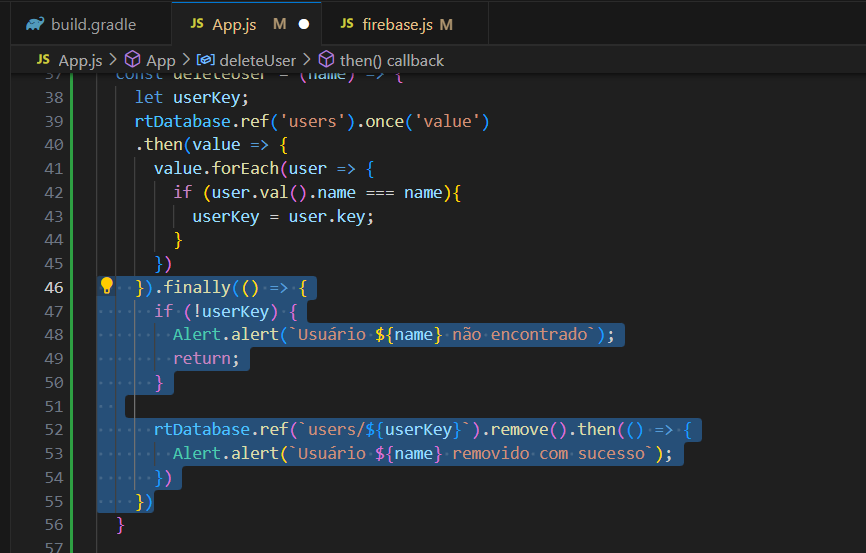 build.gradle JS App.js M JS firebase.js M
JS App.js > App > deleteUser > then() callback
37 const deleteUser = (name) => {
38 let userKey;
39 rtDatabase.ref('users').once('value')
40 .then(value => {
41 value.forEach(user => {
42 if (user.val().name === name){
43 userKey = user.key;
44 }
45 })
46 }).finally(() => {
47 if (!userKey) {
48 Alert.alert(`Usuário ${name} não encontrado`);
49 return;
50 }
51
52 rtDatabase.ref(`users/${userKey}`).remove().then(() => {
53 Alert.alert(`Usuário ${name} removido com sucesso`);
54 })
55 })
56 }
57